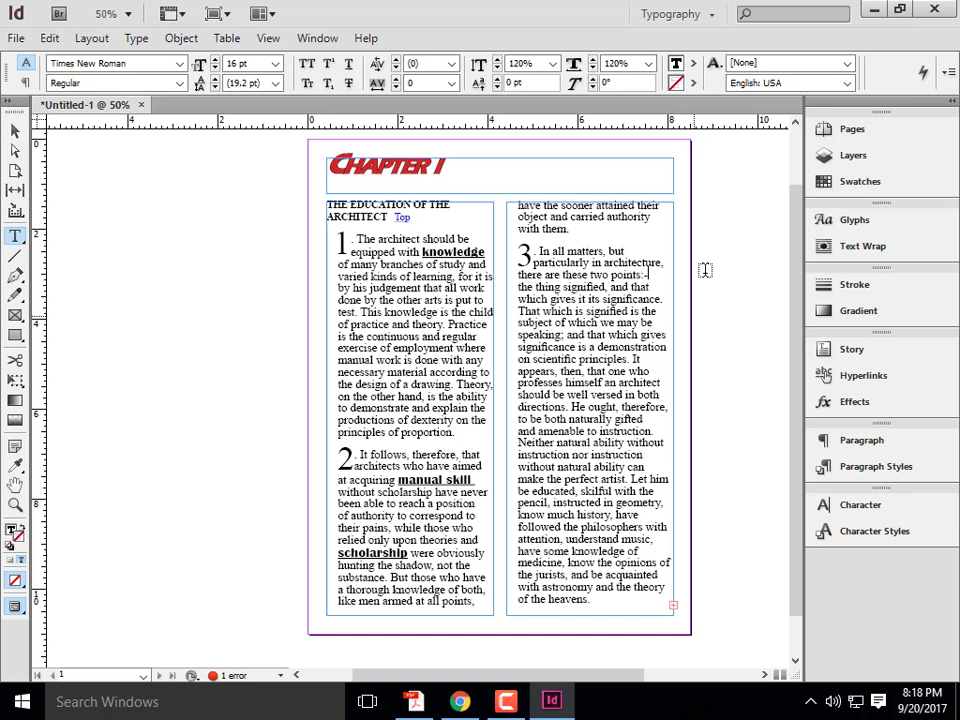 Id Br 50% Typography
File Edit Layout Type Object Table View Window Help
A Times New Roman 16 pt (0) 120% 120% [None]
Regular (19.2 pt) 0 0 pt 0° English: USA
*Untitled-1 @ 50%
4 2 0 2 4 6 8 10
0
2
4
6
8
10
CHAPTER 1
THE EDUCATION OF THE
ARCHITECT Top
1. The architect should be
equipped with knowledge
of many branches of study and
varied kinds of learning, for it is
by his judgement that all work
done by the other arts is put to
test. This knowledge is the child
of practice and theory. Practice
is the continuous and regular
exercise of employment where
manual work is done with any
necessary material according to
the design of a drawing. Theory,
on the other hand, is the ability
to demonstrate and explain the
productions of dexterity on the
principles of proportion.
2. It follows, therefore, that
architects who have aimed
at acquiring manual skill
without scholarship have never
been able to reach a position
of authority to correspond to
their pains, while those who
relied only upon theories and
scholarship were obviously
hunting the shadow, not the
substance. But those who have
a thorough knowledge of both,
like men armed at all points,
have the sooner attained their
object and carried authority
with them.
3. In all matters, but
particularly in architecture,
there are these two points:-
the thing signified, and that
which gives it its significance.
That which is signified is the
subject of which we may be
speaking; and that which gives
significance is a demonstration
on scientific principles. It
appears, then, that one who
professes himself an architect
should be well versed in both
directions. He ought, therefore,
to be both naturally gifted
and amenable to instruction.
Neither natural ability without
instruction nor instruction
without natural ability can
make the perfect artist. Let him
be educated, skilful with the
pencil, instructed in geometry,
know much history, have
followed the philosophers with
attention, understand music,
have some knowledge of
medicine, know the opinions of
the jurists, and be acquainted
with astronomy and the theory
of the heavens.
Pages
Layers
Swatches
Glyphs
Text Wrap
Stroke
Gradient
Story
Hyperlinks
Effects
Paragraph
Paragraph Styles
Character
Character Styles
1 1 error
Search Windows
8:18 PM
9/20/2017